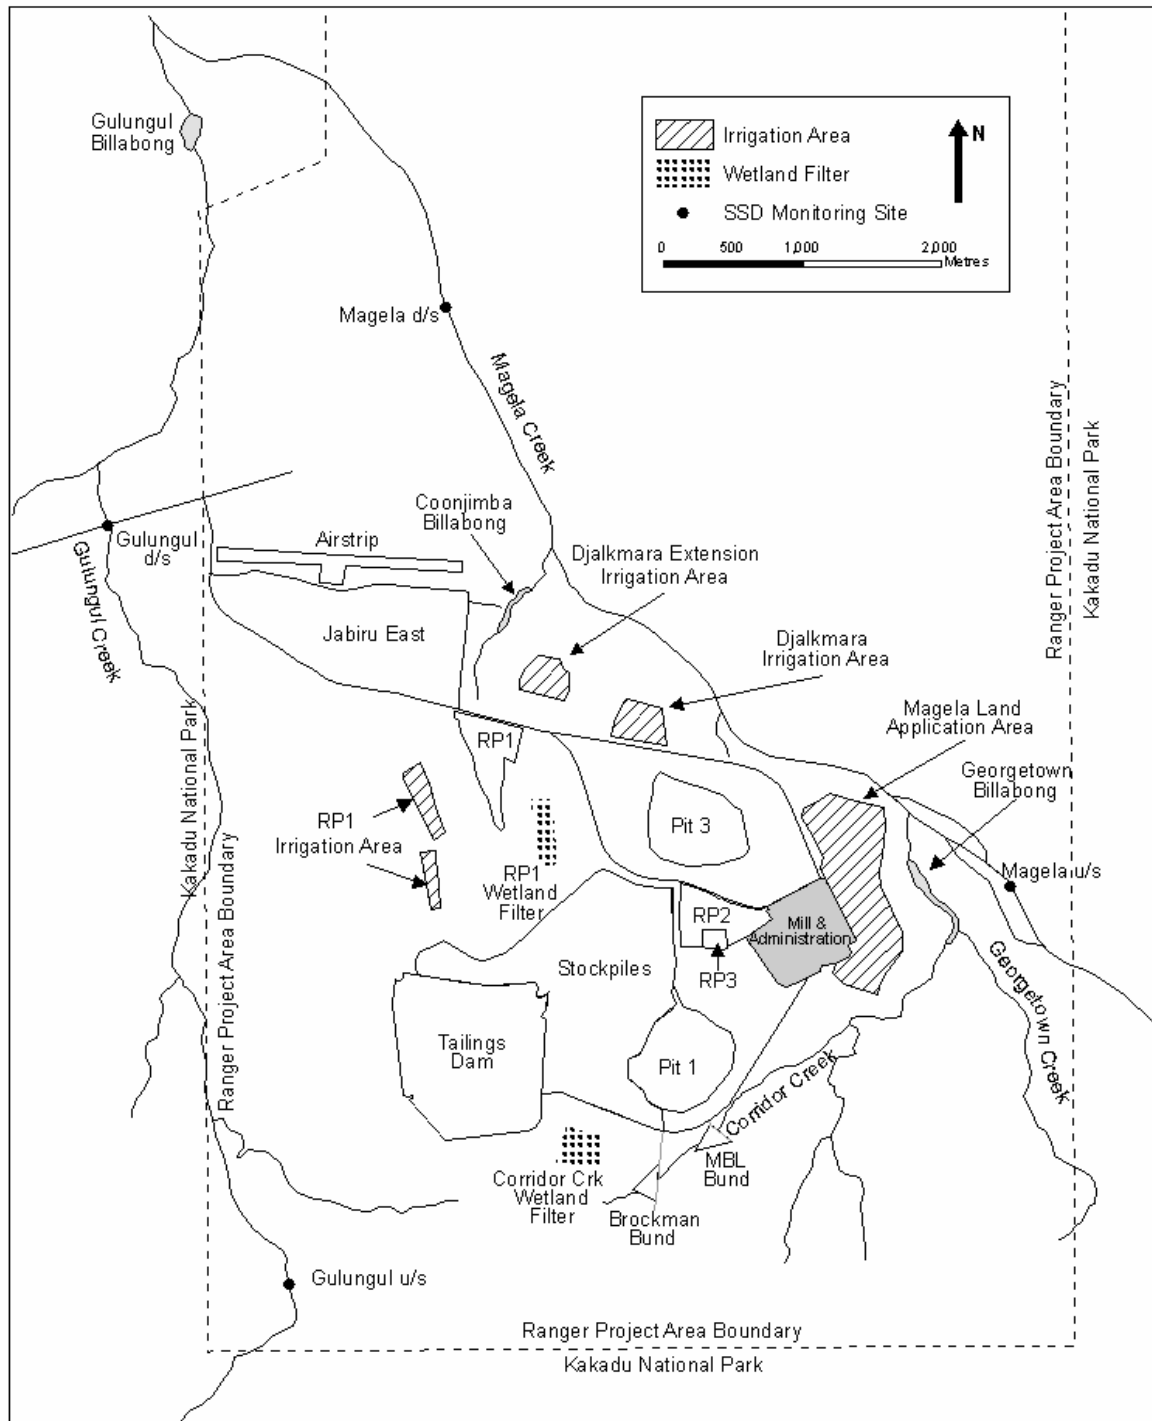 Gulungul
Billabong
Irrigation Area
N
Wetland Filter
SSD Monitoring Site
0 500 1,000 2,000
Metres
Magela d/s
Magela Creek
Ranger Project Area Boundary
Kakadu National Park
Coonjimba
Billabong
Gulungul
d/s
Gulungul Creek
Airstrip
Djalkmara Extension
Irrigation Area
Jabiru East
Djalkmara
Irrigation Area
Magela Land
Application Area
Georgetown
Billabong
RP1
Kakadu National Park
Ranger Project Area Boundary
RP1
Irrigation Area
Pit 3
RP1
Wetland
Filter
Magela u/s
RP2
Mill &
Administration
RP3
Stockpiles
Georgetown Creek
Tailings
Dam
Pit 1
Corridor Creek
MBL
Bund
Corridor Crk
Wetland
Filter
Brockman
Bund
Gulungul u/s
Ranger Project Area Boundary
Kakadu National Park